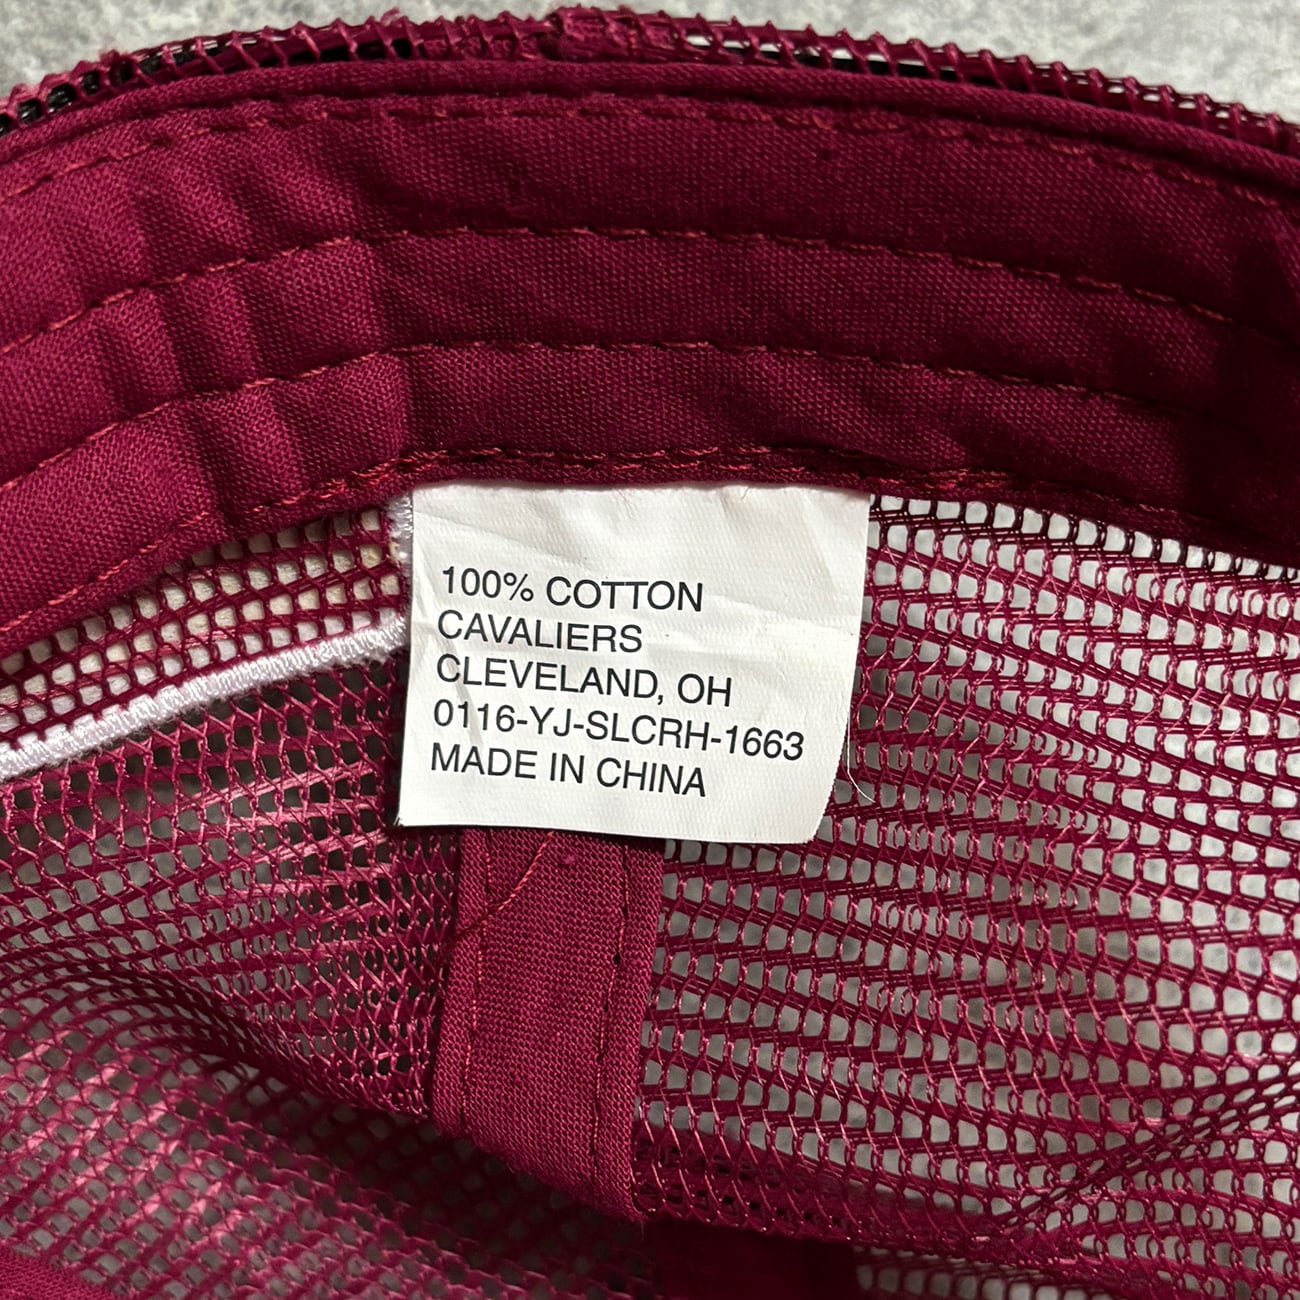 100% COTTON
CAVALIERS
CLEVELAND, OH
0116-YJ-SLCRH-1663
MADE IN CHINA